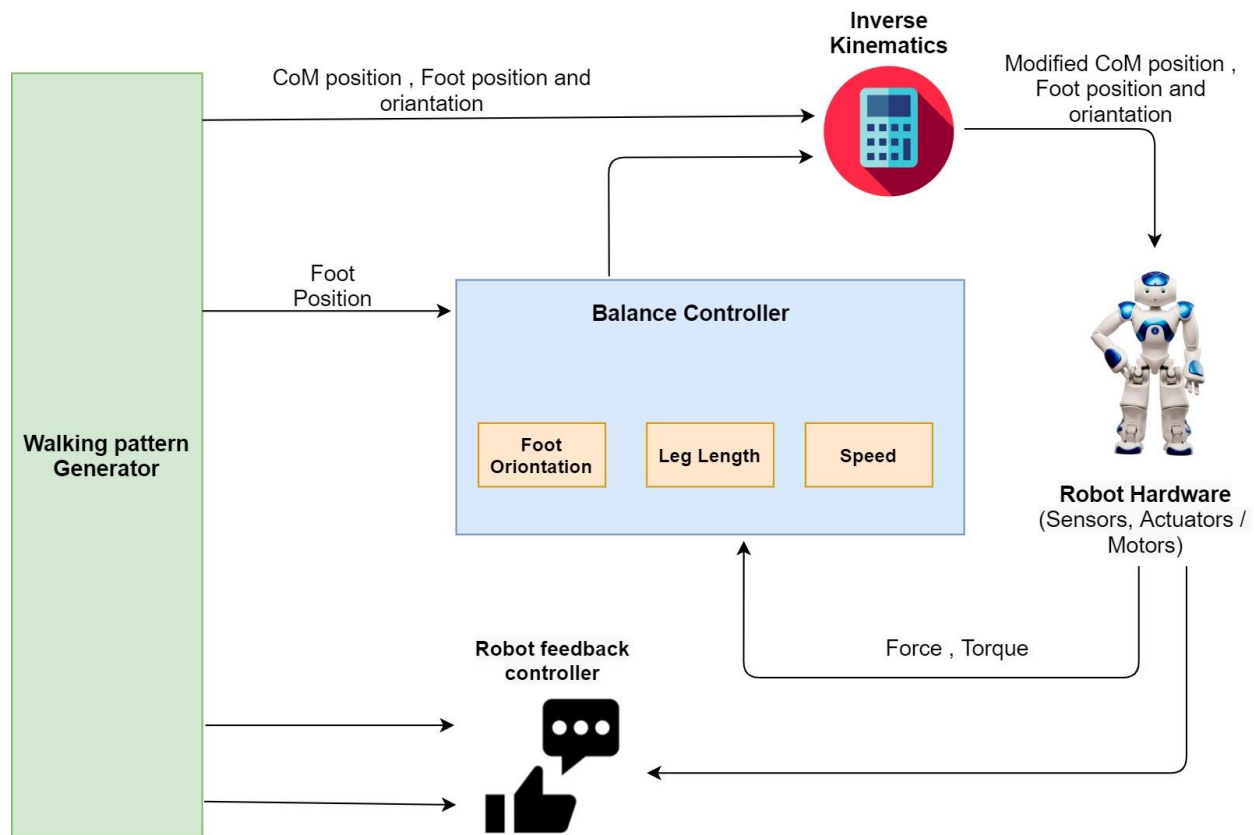 Inverse
Kinematics
CoM position , Foot position and
oriantation
Modified CoM position ,
Foot position and
oriantation
Foot
Position
Balance Controller
Walking pattern
Generator
Foot
Oriontation
Leg Length
Speed
Robot Hardware
(Sensors, Actuators /
Motors)
Robot feedback
controller
Force , Torque